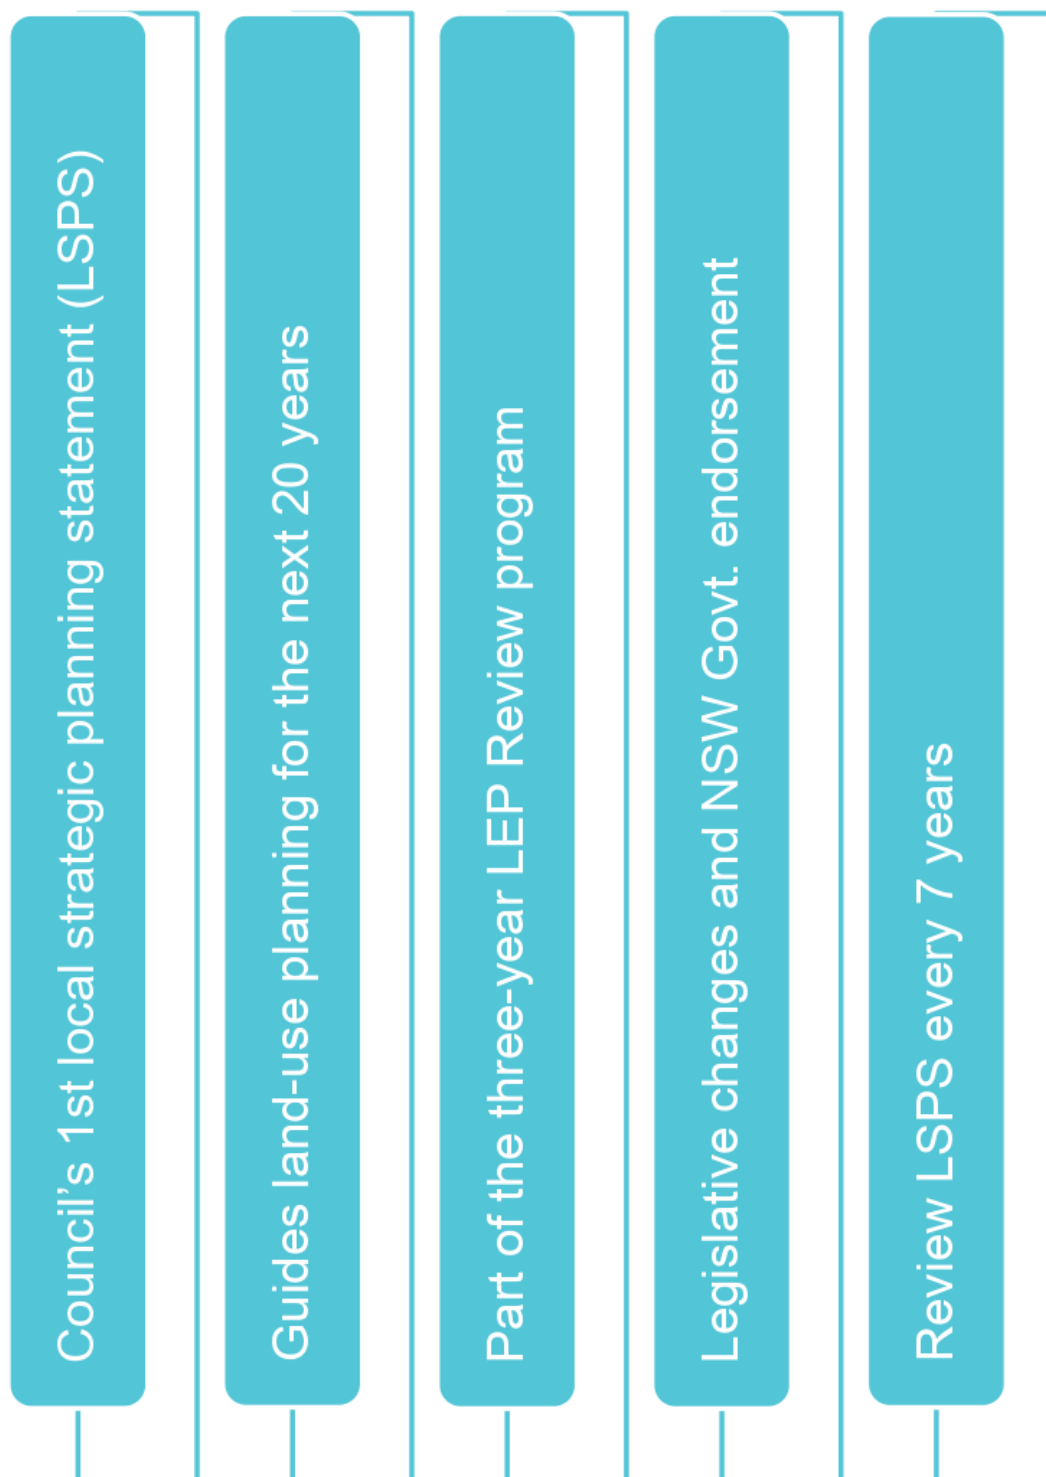 Council’s 1st local strategic planning statement (LSPS)
Guides land-use planning for the next 20 years
Part of the three-year LEP Review program
Legislative changes and NSW Govt. endorsement
Review LSPS every 7 years